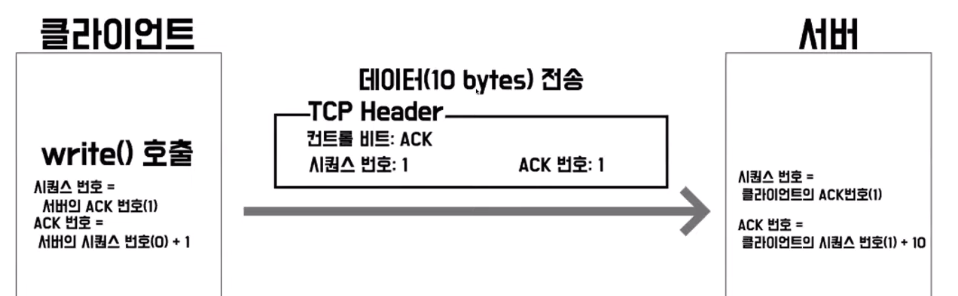 클라이언트
서버
데이터(10 bytes) 전송
TCP Header
컨트롤 비트: ACK
시퀀스 번호: 1 ACK 번호: 1
write() 호출
시퀀스 번호 =
서버의 ACK 번호(1)
ACK 번호 =
서버의 시퀀스 번호(0) + 1
시퀀스 번호 =
클라이언트의 ACK번호(1)
ACK 번호 =
클라이언트의 시퀀스 번호(1) + 10